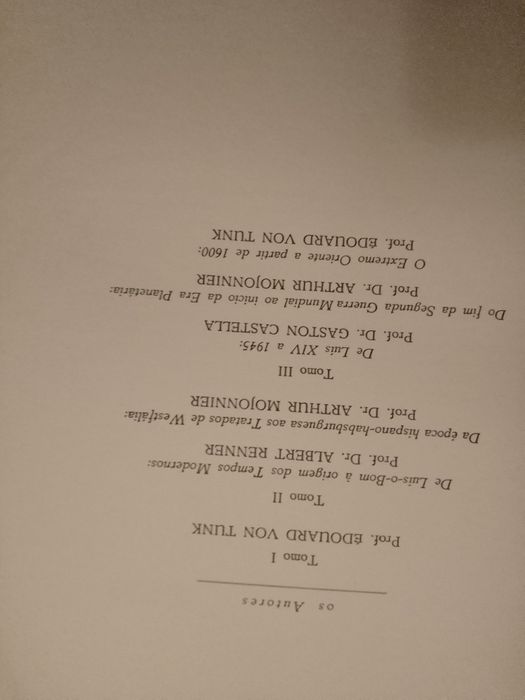 os Autores
Tomo I
Prof. ÉDOUARD VON TUNK
Tomo II
De Luís-o-Bom à origem dos Tempos Modernos:
Prof. Dr. ALBERT RENNER
Da época hispano-habsburguesa aos Tratados de Westfália:
Prof. Dr. ARTHUR MOJONNIER
Tomo III
De Luís XIV a 1945:
Prof. Dr. GASTON CASTELLA
Do fim da Segunda Guerra Mundial ao início da Era Planetária:
Prof. Dr. ARTHUR MOJONNIER
O Extremo Oriente a partir de 1600:
Prof. ÉDOUARD VON TUNK